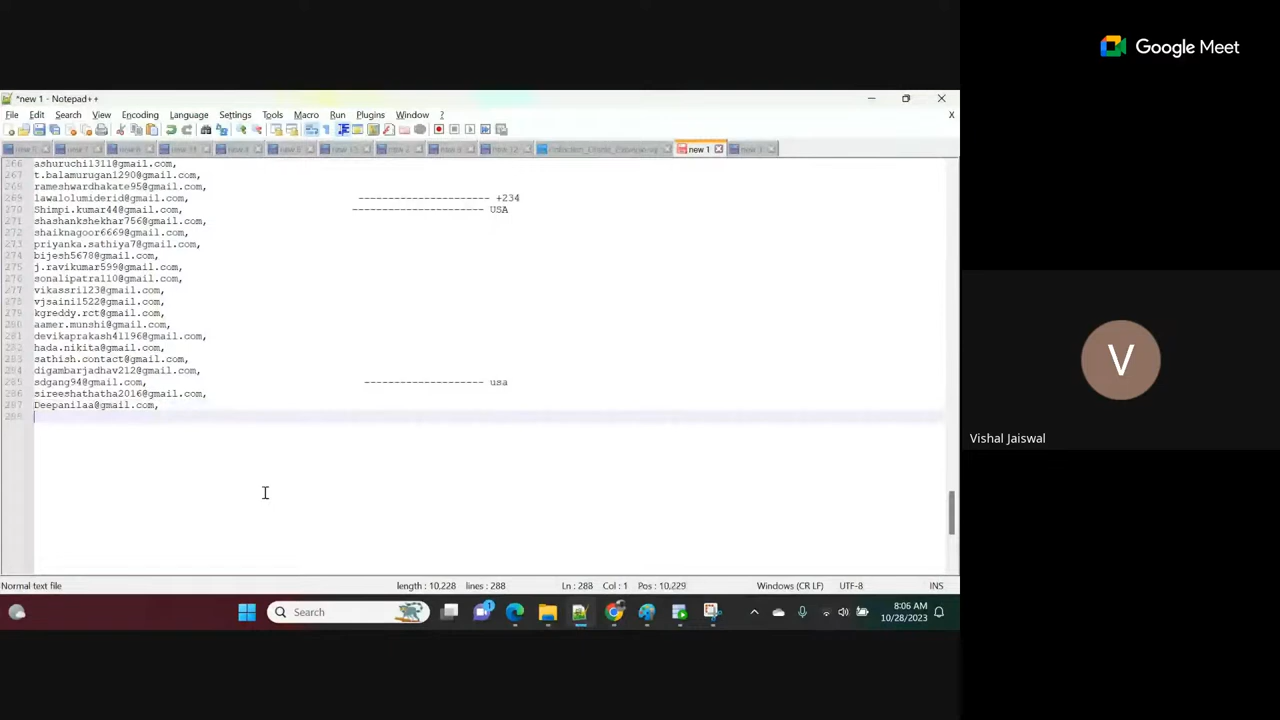 Google Meet
*new 1 - Notepad++
File Edit Search View Encoding Language Settings Tools Macro Run Plugins Window ?
X
new 1
266 ashuruchi1311@gmail.com,
267 t.balamurugan1290@gmail.com,
268 rameshwardhakate95@gmail.com,
269 lawalolumiderid@gmail.com, ---------------------- +234
270 Shimpi.kumar44@gmail.com, ---------------------- USA
271 shashankshekhar756@gmail.com,
272 shaiknagoor6669@gmail.com,
273 priyanka.sathiya7@gmail.com,
274 bijesh5678@gmail.com,
275 j.ravikumar599@gmail.com,
276 sonalipatra110@gmail.com,
277 vikassri123@gmail.com,
278 vjsaini1522@gmail.com,
279 kgreddy.rct@gmail.com,
280 aamer.munshi@gmail.com,
281 devikaprakash41196@gmail.com,
282 hada.nikita@gmail.com,
283 sathish.contact@gmail.com,
284 digambarjadhav212@gmail.com,
285 sdgang94@gmail.com, -------------------- usa
286 sireeshathatha2016@gmail.com,
287 Deepanilaa@gmail.com,
288
V
Vishal Jaiswal
Normal text file length : 10,228 lines : 288 Ln : 288 Col : 1 Pos : 10,229 Windows (CR LF) UTF-8 INS
Search
8:06 AM
10/28/2023